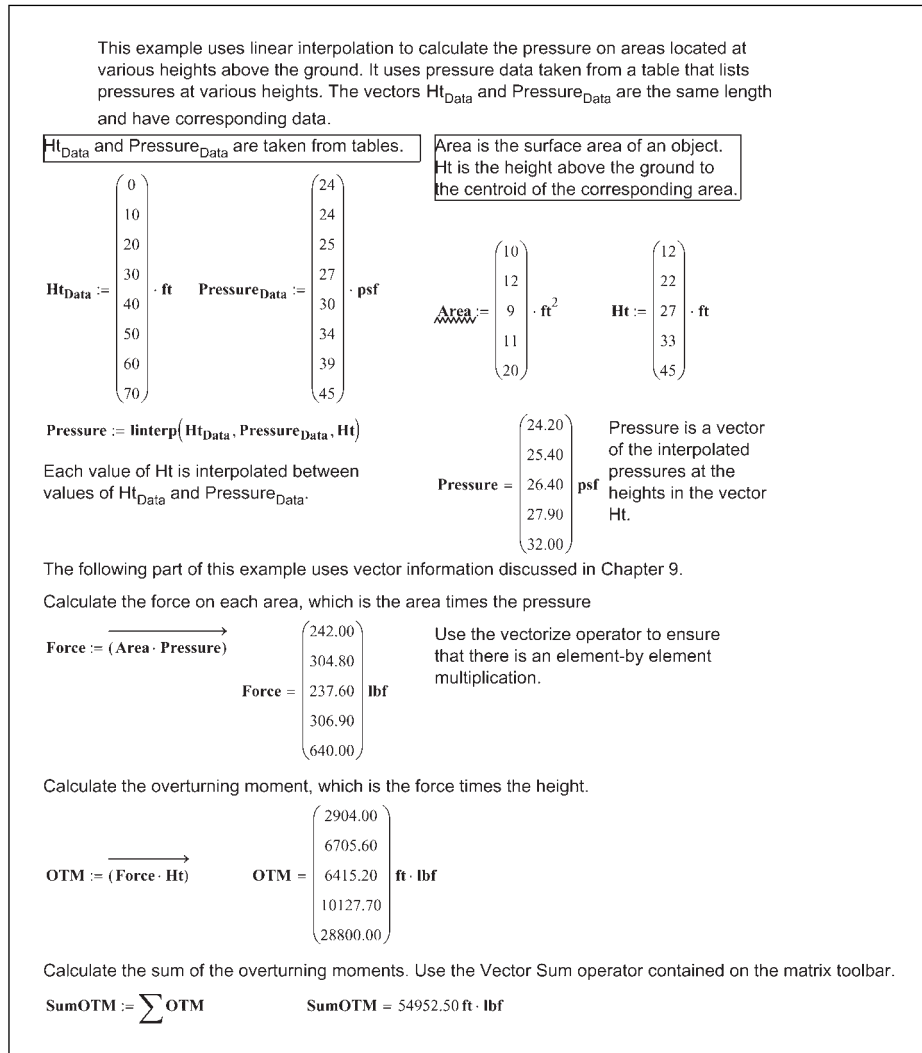 This example uses linear interpolation to calculate the pressure on areas located at
various heights above the ground. It uses pressure data taken from a table that lists
pressures at various heights. The vectors Ht_Data and Pressure_Data are the same length
and have corresponding data.
Ht_Data and Pressure_Data are taken from tables.
Area is the surface area of an object.
Ht is the height above the ground to
the centroid of the corresponding area.
Ht_Data :=
0
10
20
30
40
50
60
70
· ft
Pressure_Data :=
24
24
25
27
30
34
39
45
· psf
Area :=
10
12
9
11
20
· ft²
Ht :=
12
22
27
33
45
· ft
Pressure := linterp(Ht_Data, Pressure_Data, Ht)
Each value of Ht is interpolated between
values of Ht_Data and Pressure_Data.
Pressure =
24.20
25.40
26.40
27.90
32.00
psf
Pressure is a vector
of the interpolated
pressures at the
heights in the vector
Ht.
The following part of this example uses vector information discussed in Chapter 9.
Calculate the force on each area, which is the area times the pressure
Force := (Area · Pressure)
Force =
242.00
304.80
237.60
306.90
640.00
lbf
Use the vectorize operator to ensure
that there is an element-by element
multiplication.
Calculate the overturning moment, which is the force times the height.
OTM := (Force · Ht)
OTM =
2904.00
6705.60
6415.20
10127.70
28800.00
ft · lbf
Calculate the sum of the overturning moments. Use the Vector Sum operator contained on the matrix toolbar.
SumOTM := ∑ OTM
SumOTM = 54952.50 ft · lbf